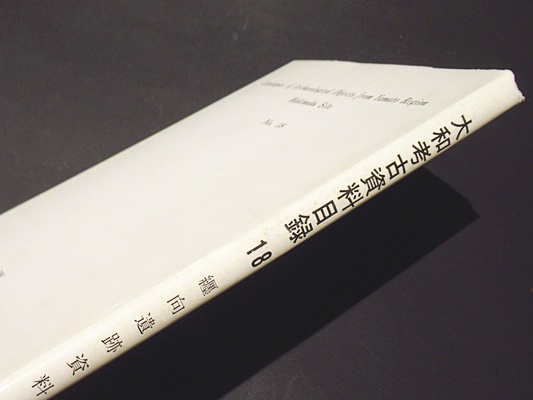 of Archaeological Objects from Yamato Region
Makimuku Site
No. 18
大和考古資料目録 18
纒向遺跡資料